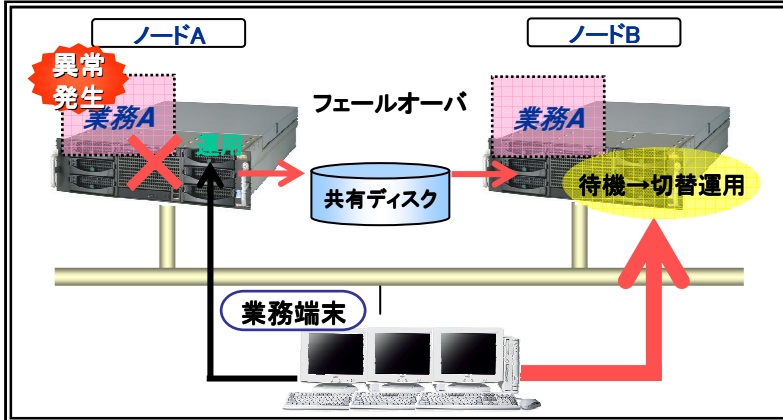 ノードA
ノードB
異常
発生
業務A
運用
フェールオーバ
業務A
共有ディスク
待機→切替運用
業務端末